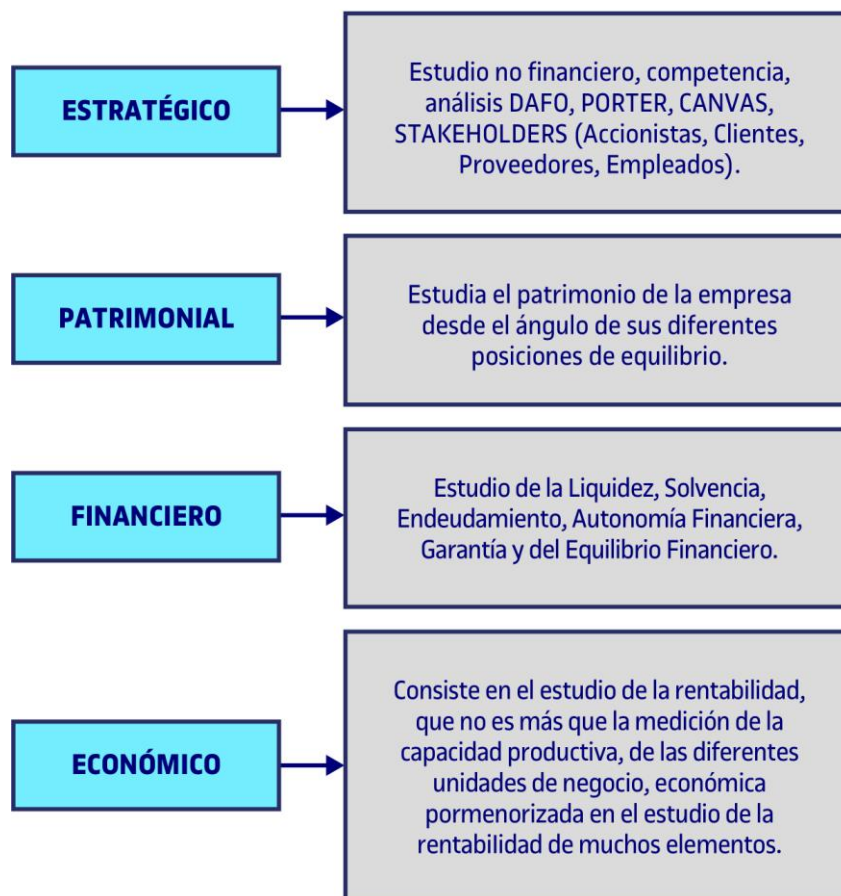 ESTRATÉGICO
Estudio no financiero, competencia,
análisis DAFO, PORTER, CANVAS,
STAKEHOLDERS (Accionistas, Clientes,
Proveedores, Empleados).
PATRIMONIAL
Estudia el patrimonio de la empresa
desde el ángulo de sus diferentes
posiciones de equilibrio.
FINANCIERO
Estudio de la Liquidez, Solvencia,
Endeudamiento, Autonomía Financiera,
Garantía y del Equilibrio Financiero.
ECONÓMICO
Consiste en el estudio de la rentabilidad,
que no es más que la medición de la
capacidad productiva, de las diferentes
unidades de negocio, económica
pormenorizada en el estudio de la
rentabilidad de muchos elementos.